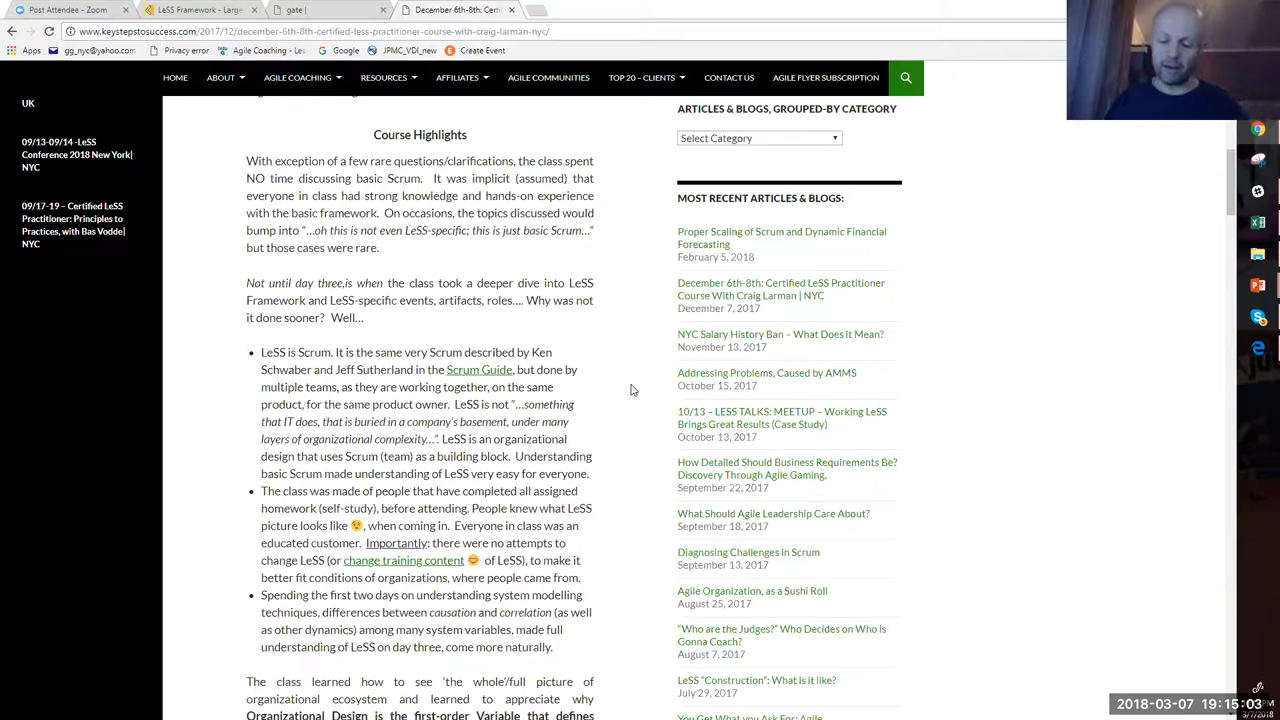 Post Attendee - Zoom
LeSS Framework - Large
gate |
December 6th-8th: Certi
www.keystepstosuccess.com/2017/12/december-6th-8th-certified-less-practitioner-course-with-craig-larman-nyc/
Apps
gg_nyc@yahoo.com
Privacy error
Agile Coaching - Les
Google
JPMC_VDI_new
Create Event
HOME
ABOUT
AGILE COACHING
RESOURCES
AFFILIATES
AGILE COMMUNITIES
TOP 20 – CLIENTS
CONTACT US
AGILE FLYER SUBSCRIPTION
UK
09/13-09/14 -LeSS
Conference 2018 New York|
NYC
09/17-19 – Certified LeSS
Practitioner: Principles to
Practices, with Bas Vodde|
NYC
Course Highlights
With exception of a few rare questions/clarifications, the class spent
NO time discussing basic Scrum. It was implicit (assumed) that
everyone in class had strong knowledge and hands-on experience
with the basic framework. On occasions, the topics discussed would
bump into “…oh this is not even LeSS-specific; this is just basic Scrum…”
but those cases were rare.
Not until day three,is when the class took a deeper dive into LeSS
Framework and LeSS-specific events, artifacts, roles…. Why was not
it done sooner? Well…
• LeSS is Scrum. It is the same very Scrum described by Ken
Schwaber and Jeff Sutherland in the Scrum Guide, but done by
multiple teams, as they are working together, on the same
product, for the same product owner. LeSS is not “…something
that IT does, that is buried in a company's basement, under many
layers of organizational complexity…”. LeSS is an organizational
design that uses Scrum (team) as a building block. Understanding
basic Scrum made understanding of LeSS very easy for everyone.
• The class was made of people that have completed all assigned
homework (self-study), before attending. People knew what LeSS
picture looks like 😉, when coming in. Everyone in class was an
educated customer. Importantly: there were no attempts to
change LeSS (or change training content 😊 of LeSS), to make it
better fit conditions of organizations, where people came from.
• Spending the first two days on understanding system modelling
techniques, differences between causation and correlation (as well
as other dynamics) among many system variables, made full
understanding of LeSS on day three, come more naturally.
The class learned how to see ‘the whole’/full picture of
organizational ecosystem and learned to appreciate why
Organizational Design is the first-order Variable that defines
ARTICLES & BLOGS, GROUPED-BY CATEGORY
Select Category
MOST RECENT ARTICLES & BLOGS:
Proper Scaling of Scrum and Dynamic Financial
Forecasting
February 5, 2018
December 6th-8th: Certified LeSS Practitioner
Course With Craig Larman | NYC
December 7, 2017
NYC Salary History Ban – What Does it Mean?
November 13, 2017
Addressing Problems, Caused by AMMS
October 15, 2017
10/13 – LESS TALKS: MEETUP – Working LeSS
Brings Great Results (Case Study)
October 13, 2017
How Detailed Should Business Requirements Be?
Discovery Through Agile Gaming.
September 22, 2017
What Should Agile Leadership Care About?
September 18, 2017
Diagnosing Challenges in Scrum
September 13, 2017
Agile Organization, as a Sushi Roll
August 25, 2017
“Who are the Judges?” Who Decides on Who is
Gonna Coach?
August 7, 2017
LeSS “Construction”: What is it like?
July 29, 2017
You Get What you Ask For: Agile
2018-03-07 19:15:03
3/7/2018